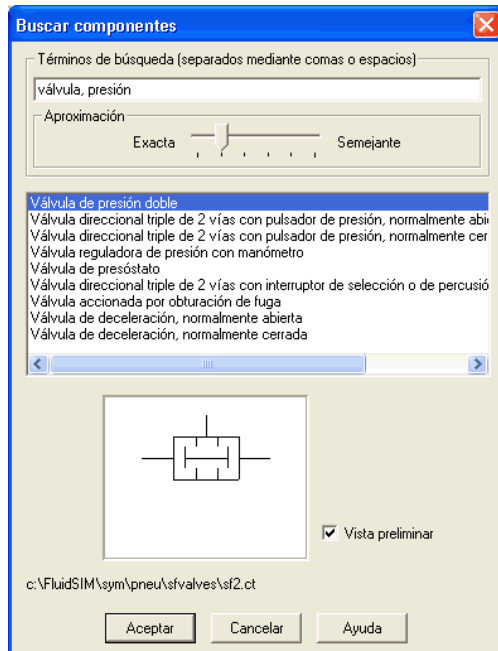 Buscar componentes
Términos de búsqueda (separados mediante comas o espacios)
válvula, presión
Aproximación
Exacta
Semejante
Válvula de presión doble
Válvula direccional triple de 2 vías con pulsador de presión, normalmente abi
Válvula direccional triple de 2 vías con pulsador de presión, normalmente cer
Válvula reguladora de presión con manómetro
Válvula de presóstato
Válvula direccional triple de 2 vías con interruptor de selección o de percusió
Válvula accionada por obturación de fuga
Válvula de deceleración, normalmente abierta
Válvula de deceleración, normalmente cerrada
Vista preliminar
c:\FluidSIM\sym\pneu\sfvalves\sf2.ct
Aceptar
Cancelar
Ayuda